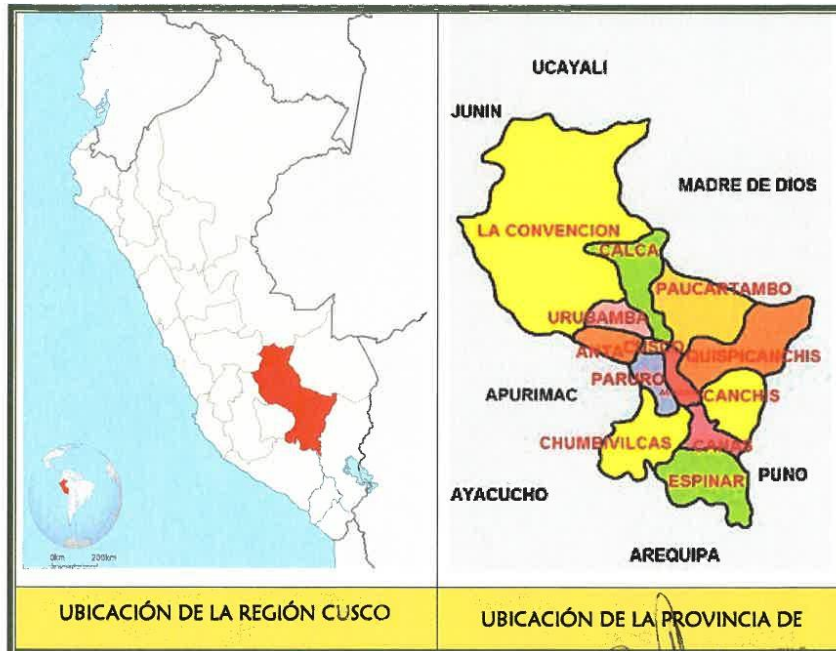 0km 200km
UBICACIÓN DE LA REGIÓN CUSCO
UCAYALI
JUNIN
MADRE DE DIOS
LA CONVENCION
CALCA
PAUCARTAMBO
URUBAMBA
ANTA CUSCO QUISPICANCHIS
PARURO
APURIMAC
CANCHIS
CHUMBIVILCAS CANAS
ESPINAR PUNO
AYACUCHO
AREQUIPA
UBICACIÓN DE LA PROVINCIA DE